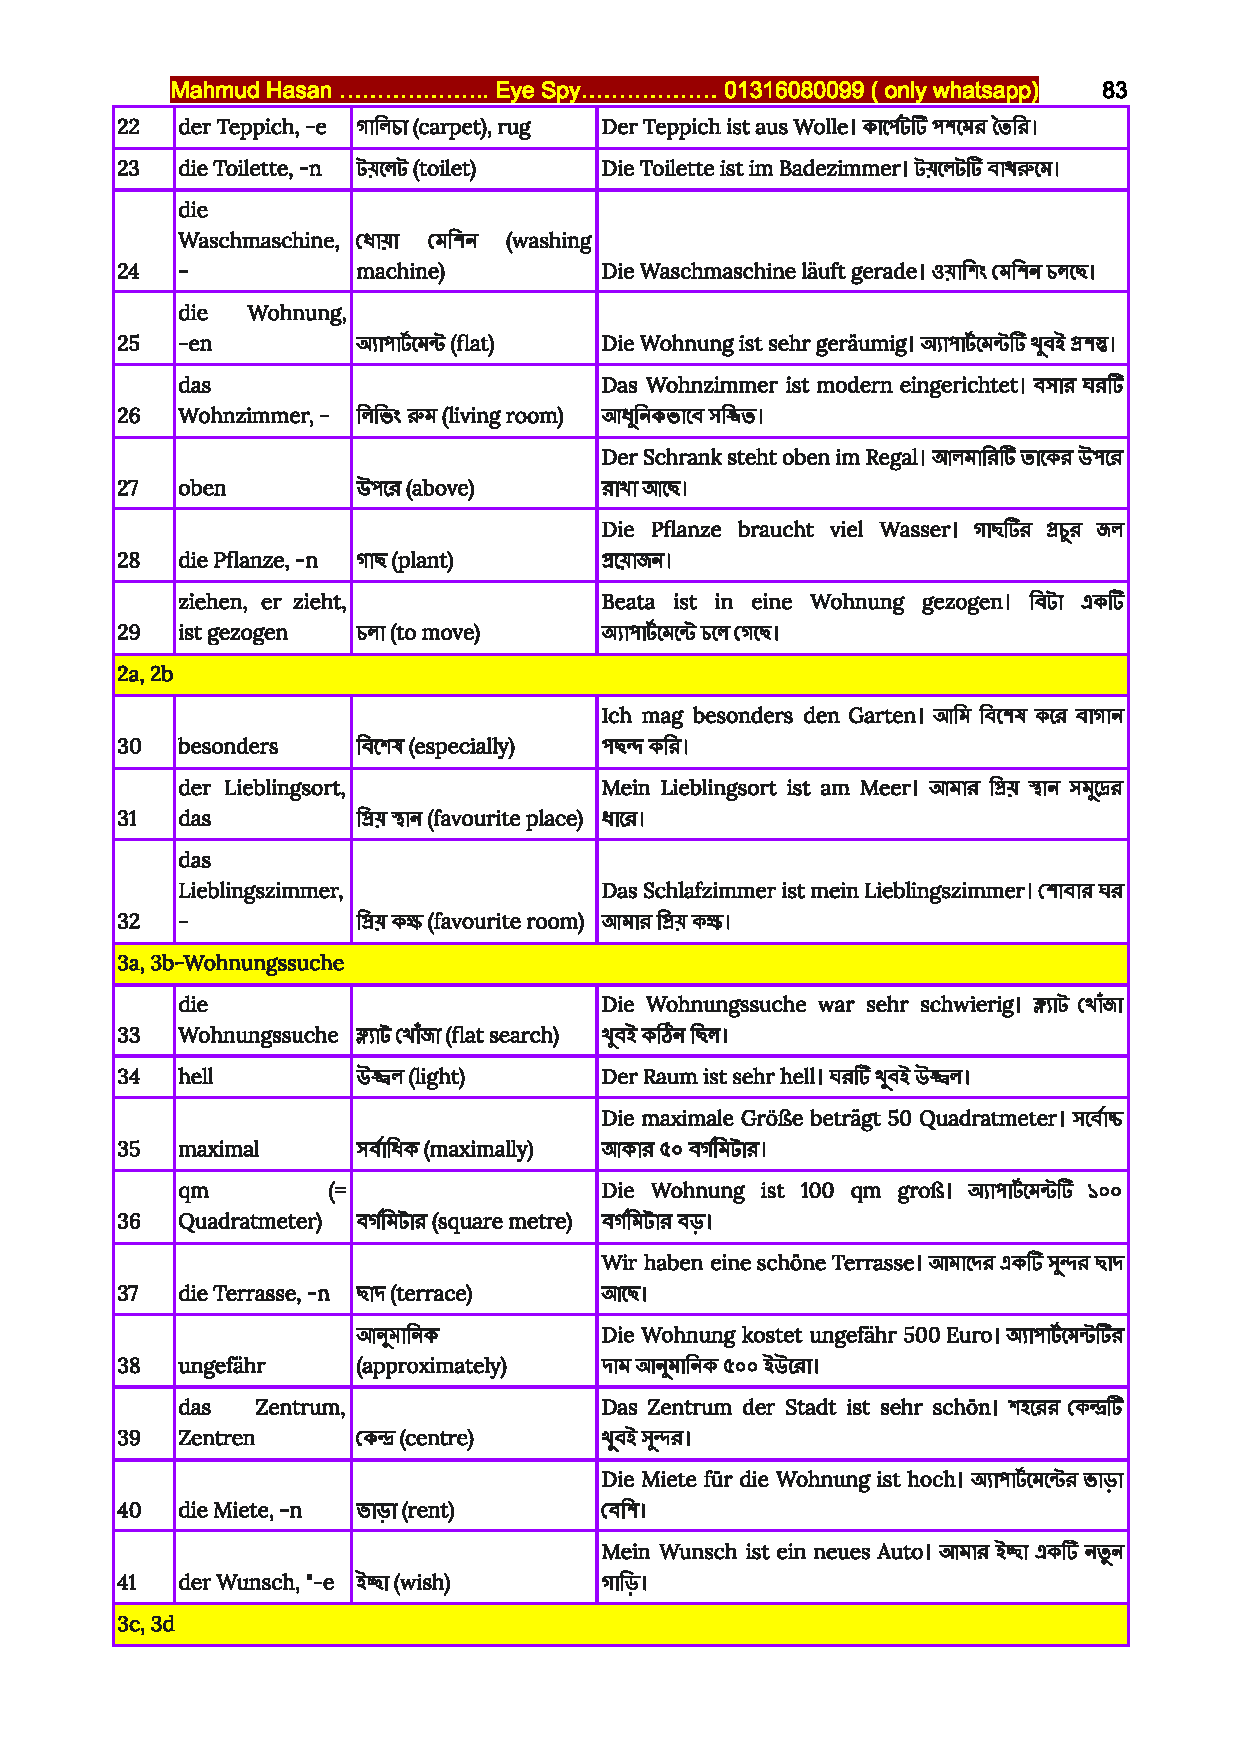 Mahmud Hasan ……………….. Eye Spy……………… 01316080099 ( only whatsapp) 83
22 der Teppich, -e গালিচা (carpet), rug Der Teppich ist aus Wolle। কার্পেটটি পশমের তৈরি।
23 die Toilette, -n টয়লেট (toilet) Die Toilette ist im Badezimmer। টয়লেটটি বাথরুমে।
die
Waschmaschine, ধোয়া মেশিন (washing
24 - machine) Die Waschmaschine läuft gerade। ওয়াশিং মেশিন চলছে।
die Wohnung,
25 -en অ্যাপার্টমেন্ট (flat) Die Wohnung ist sehr geräumig। অ্যাপার্টমেন্টটি খুবই প্রশস্ত।
das Das Wohnzimmer ist modern eingerichtet। বসার ঘরটি
26 Wohnzimmer, - লিভিং রুম (living room) আধুনিকভাবে সজ্জিত।
Der Schrank steht oben im Regal। আলমারিটি তাকের উপরে
27 oben উপরে (above) রাখা আছে।
Die Pflanze braucht viel Wasser। গাছটির প্রচুর জল
28 die Pflanze, -n গাছ (plant) প্রয়োজন।
ziehen, er zieht, Beata ist in eine Wohnung gezogen। বিটা একটি
29 ist gezogen চলা (to move) অ্যাপার্টমেন্টে চলে গেছে।
2a, 2b
Ich mag besonders den Garten। আমি বিশেষ করে বাগান
30 besonders বিশেষ (especially) পছন্দ করি।
der Lieblingsort, Mein Lieblingsort ist am Meer। আমার প্রিয় স্থান সমুদ্রের
31 das প্রিয় স্থান (favourite place) ধারে।
das
Lieblingszimmer, Das Schlafzimmer ist mein Lieblingszimmer। শোবার ঘর
32 - প্রিয় কক্ষ (favourite room) আমার প্রিয় কক্ষ।
3a, 3b-Wohnungssuche
die Die Wohnungssuche war sehr schwierig। ফ্ল্যাট খোঁজা
33 Wohnungssuche ফ্ল্যাট খোঁজা (flat search) খুবই কঠিন ছিল।
34 hell উজ্জ্বল (light) Der Raum ist sehr hell। ঘরটি খুবই উজ্জ্বল।
Die maximale Größe beträgt 50 Quadratmeter। সর্বোচ্চ
35 maximal সর্বাধিক (maximally) আকার ৫০ বর্গমিটার।
qm (= Die Wohnung ist 100 qm groß। অ্যাপার্টমেন্টটি ১০০
36 Quadratmeter) বর্গমিটার (square metre) বর্গমিটার বড়।
Wir haben eine schöne Terrasse। আমাদের একটি সুন্দর ছাদ
37 die Terrasse, -n ছাদ (terrace) আছে।
আনুমানিক Die Wohnung kostet ungefähr 500 Euro। অ্যাপার্টমেন্টটির
38 ungefähr (approximately) দাম আনুমানিক ৫০০ ইউরো।
das Zentrum, Das Zentrum der Stadt ist sehr schön। শহরের কেন্দ্রটি
39 Zentren কেন্দ্র (centre) খুবই সুন্দর।
Die Miete für die Wohnung ist hoch। অ্যাপার্টমেন্টের ভাড়া
40 die Miete, -n ভাড়া (rent) বেশি।
Mein Wunsch ist ein neues Auto। আমার ইচ্ছা একটি নতুন
41 der Wunsch, "-e ইচ্ছা (wish) গাড়ি।
3c, 3d